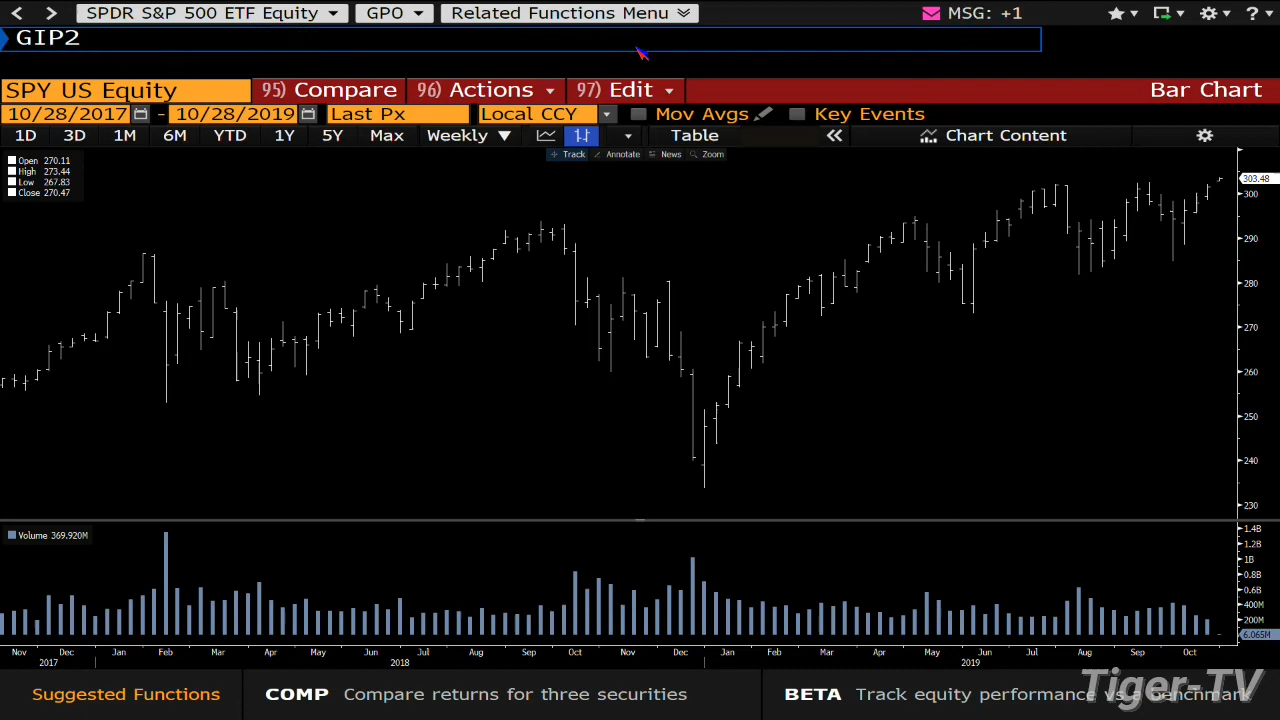 SPDR S&P 500 ETF Equity GPO Related Functions Menu MSG: +1 ?
GIP2
SPY US Equity 95) Compare 96) Actions 97) Edit Bar Chart
10/28/2017 - 10/28/2019 Last Px Local CCY Mov Avgs Key Events
1D 3D 1M 6M YTD 1Y 5Y Max Weekly ▼ Table « Chart Content
Track Annotate News Zoom
Open 270.11
High 273.44
Low 267.83
Close 270.47
303.48
300
290
280
270
260
250
240
230
Volume 369.920M
1.4B
1.2B
1B
0.8B
0.6B
400M
200M
6.065M
Nov Dec Jan Feb Mar Apr May Jun Jul Aug Sep Oct Nov Dec Jan Feb Mar Apr May Jun Jul Aug Sep Oct
2017 2018 2019
Suggested Functions COMP Compare returns for three securities BETA Track equity performance vs a benchmark
Tiger-TV